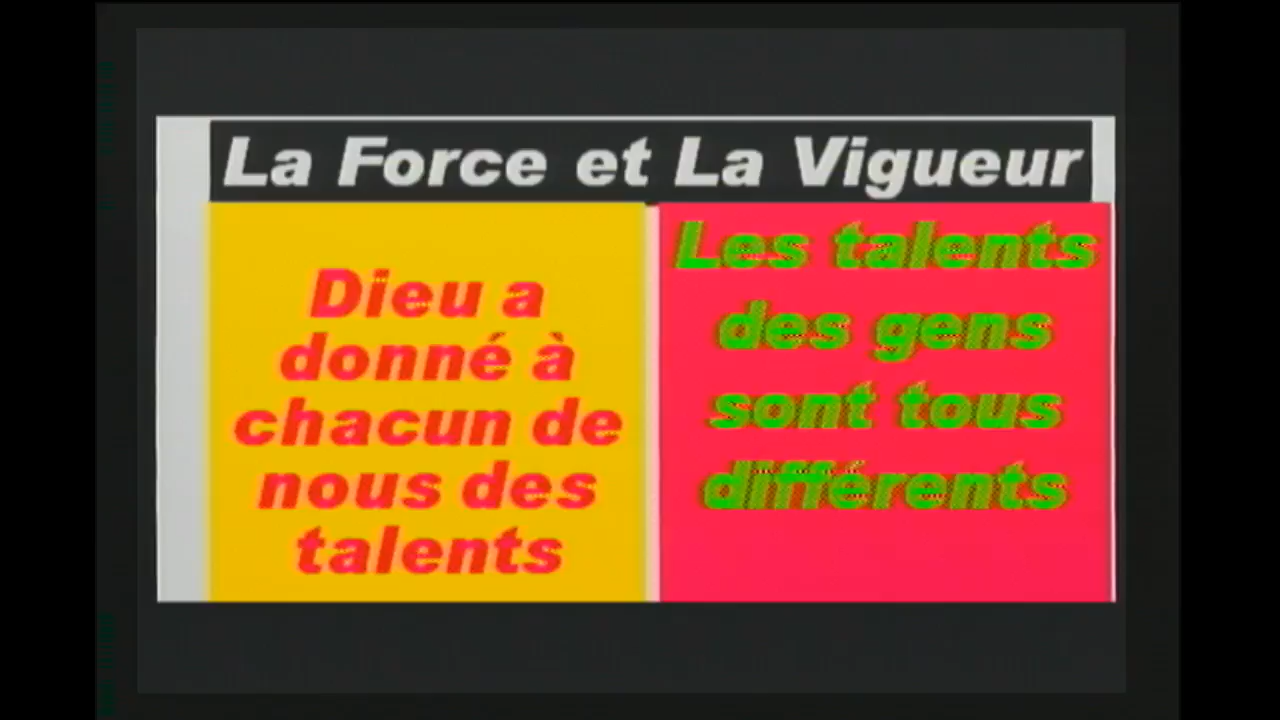 La Force et La Vigueur
Dieu a
donné à
chacun de
nous des
talents
Les talents
des gens
sont tous
différents